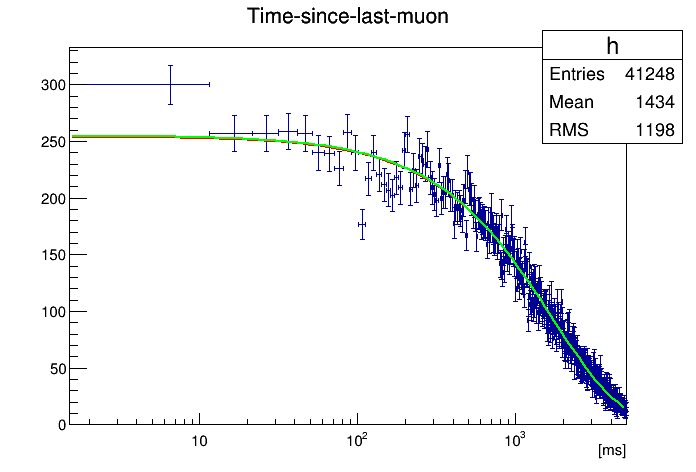 Time-since-last-muon
h
Entries 41248
Mean 1434
RMS 1198
300
250
200
150
100
50
0
10
10²
10³
[ms]